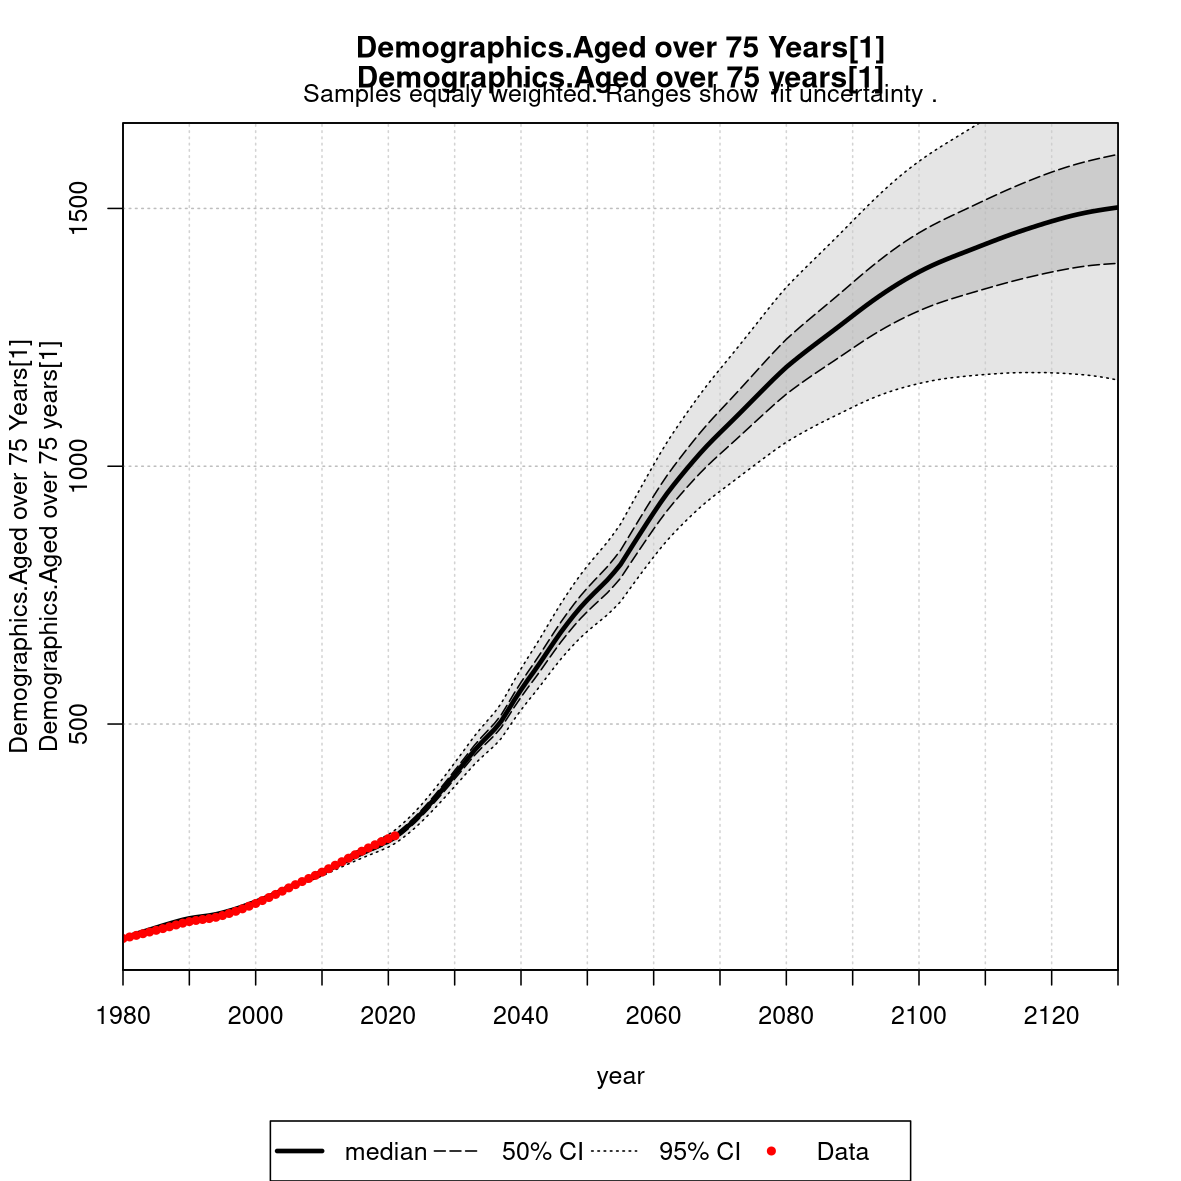 Demographics.Aged over 75 Years[1]
Demographics.Aged over 75 years[1]
Samples equaly weighted. Ranges show  fit uncertainty .
Demographics.Aged over 75 Years[1]
Demographics.Aged over 75 years[1]
1500
1000
500
1980 2000 2020 2040 2060 2080 2100 2120
year
median 50% CI 95% CI Data